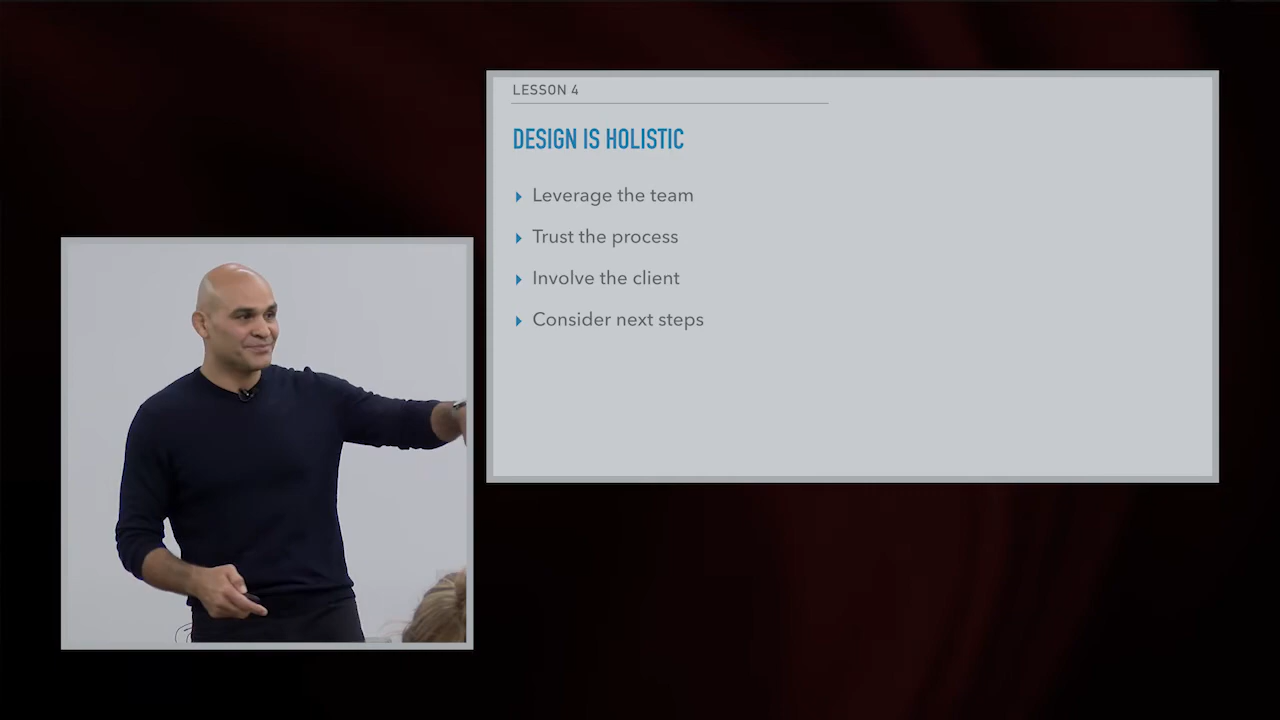 LESSON 4
DESIGN IS HOLISTIC
Leverage the team
Trust the process
Involve the client
Consider next steps